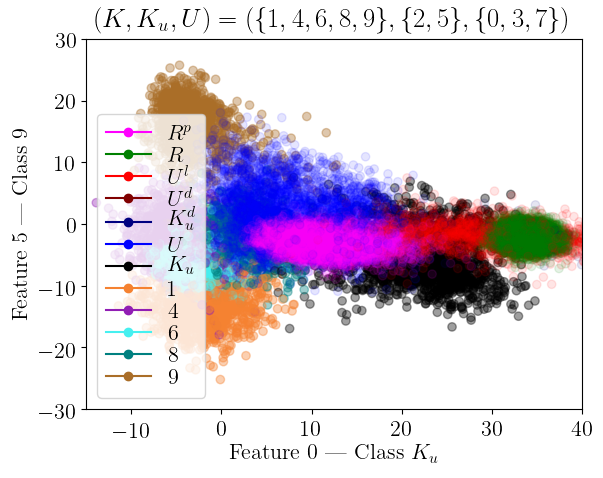 (K, K_u, U) = ({1, 4, 6, 8, 9}, {2, 5}, {0, 3, 7})
30
20
10
0
−10
−20
−30
Feature 5 — Class 9
R^p
R
U^l
U^d
K_u^d
U
K_u
1
4
6
8
9
−10
0
10
20
30
40
Feature 0 — Class K_u